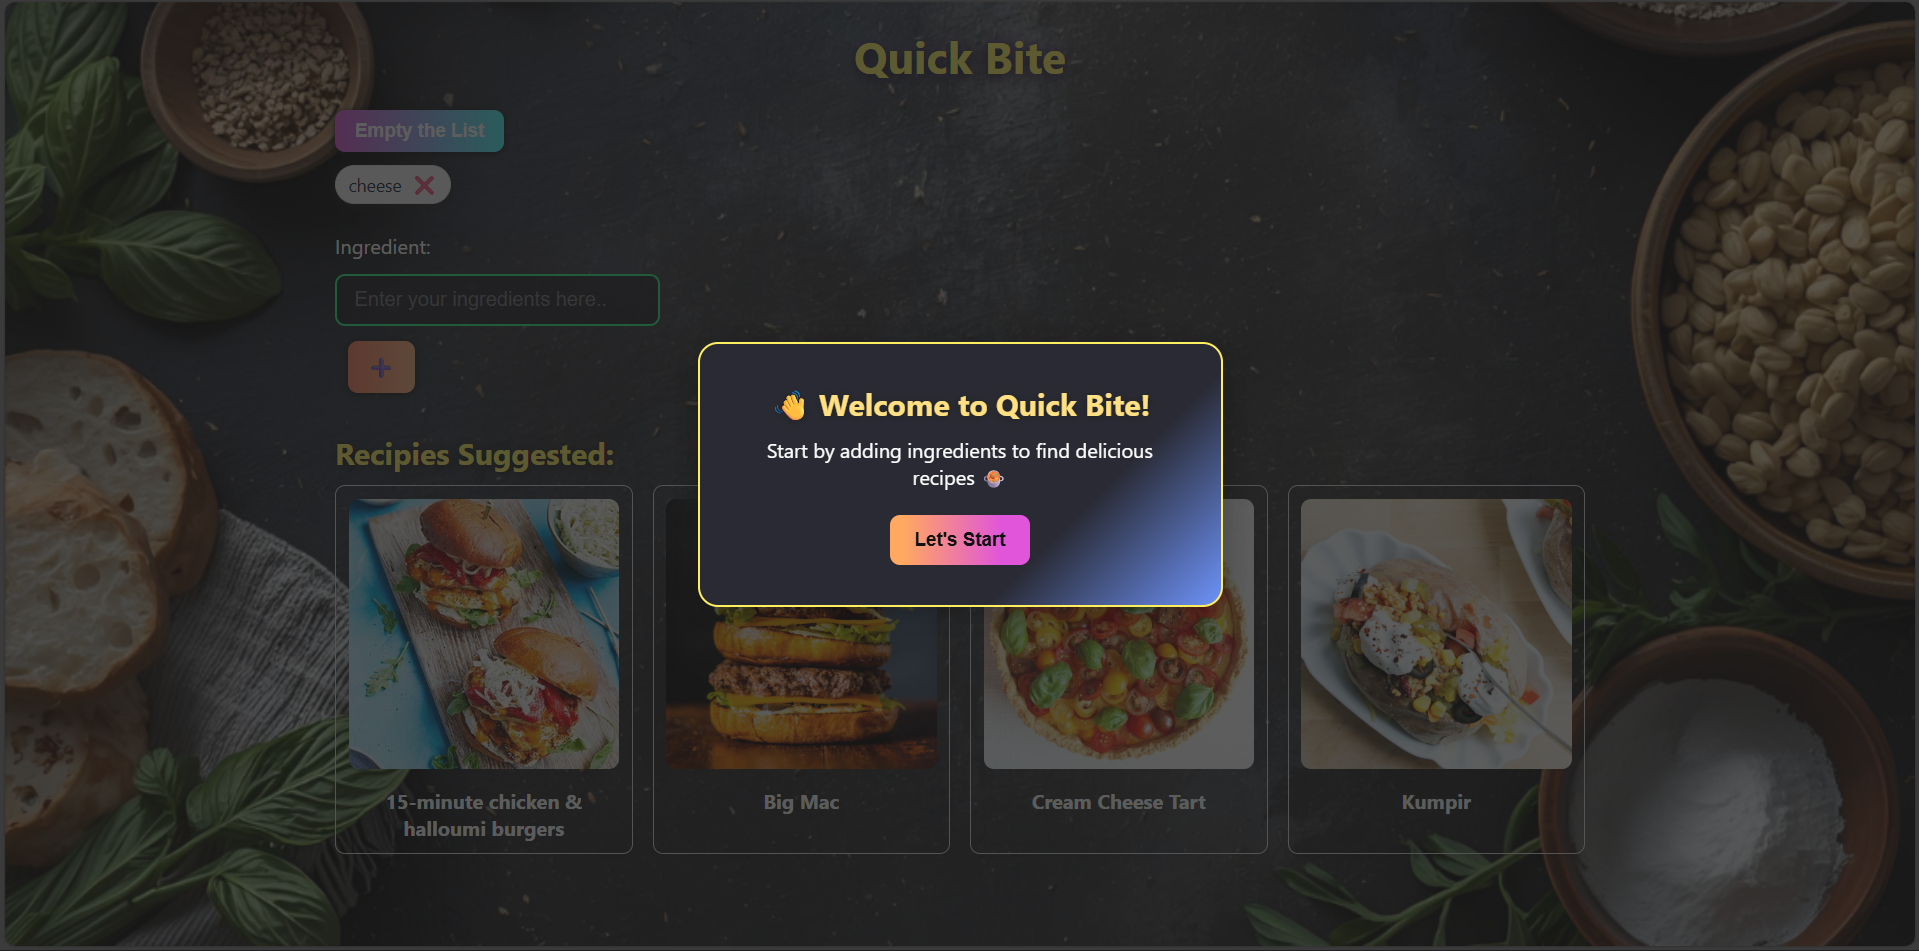 Quick Bite
Empty the List
cheese ❌
Ingredient:
Enter your ingredients here..
➕
Recipies Suggested:
👋 Welcome to Quick Bite!
Start by adding ingredients to find delicious
recipes
Let's Start
15-minute chicken &
halloumi burgers
Big Mac
Cream Cheese Tart
Kumpir